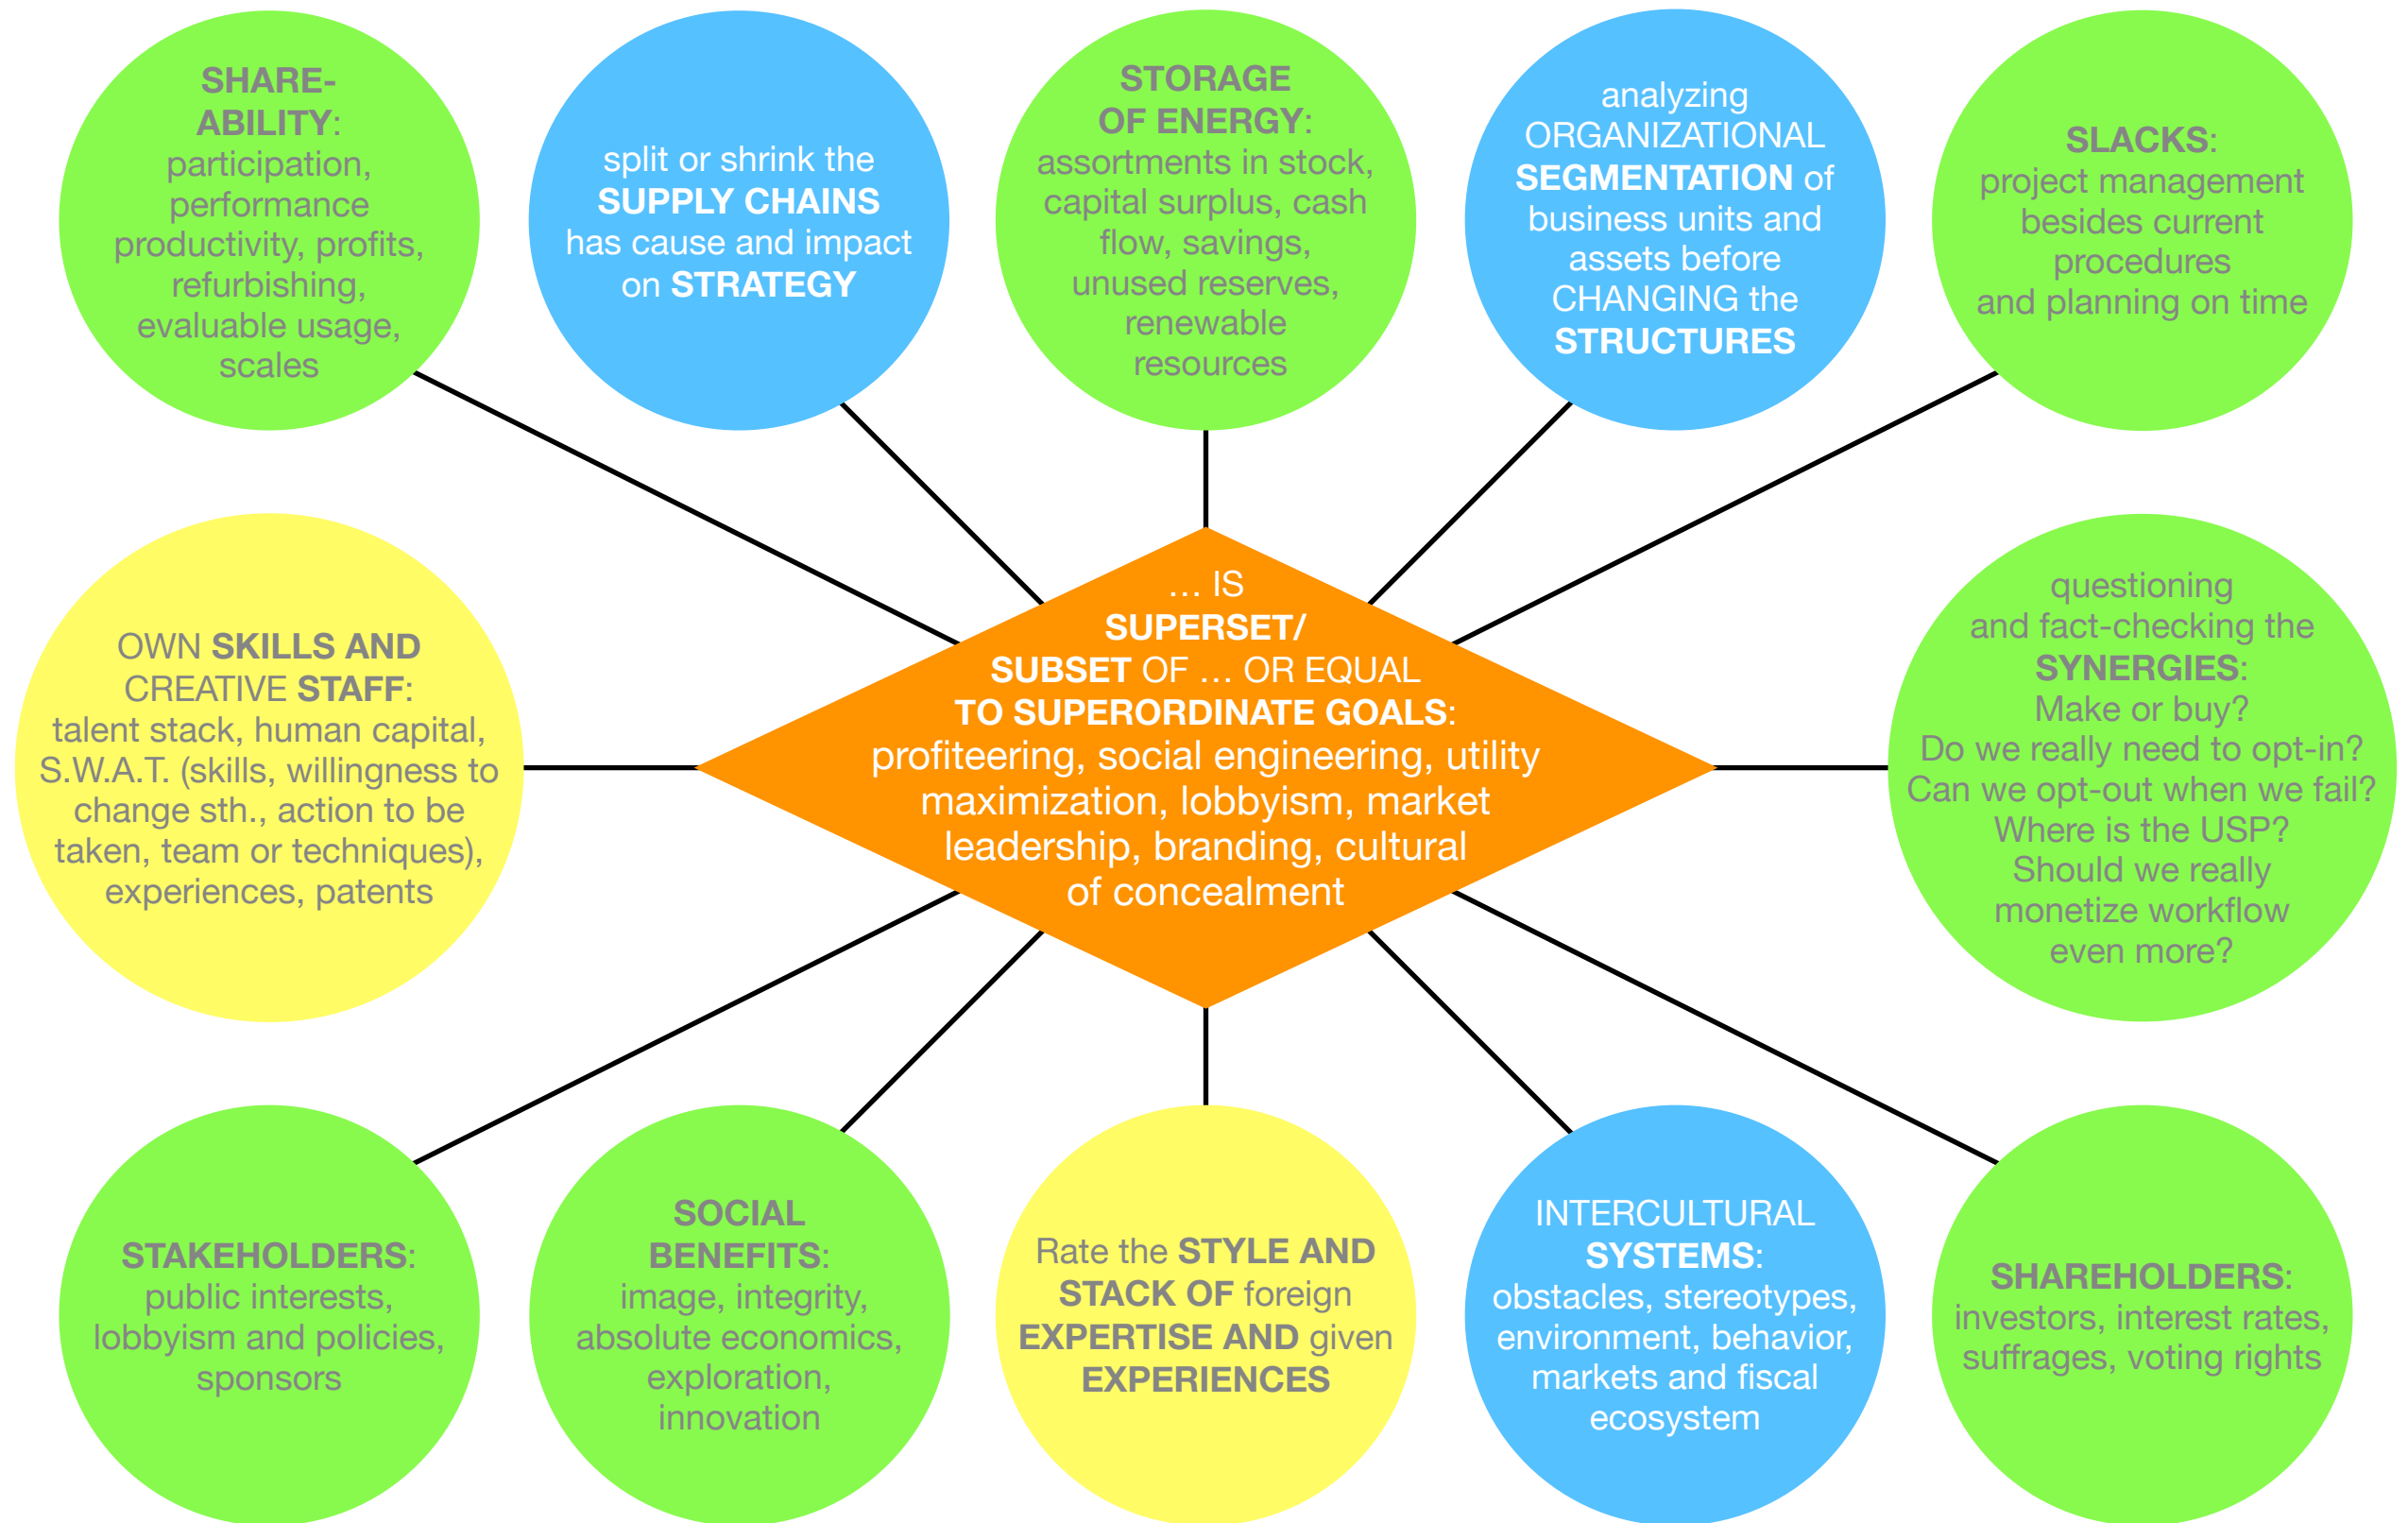 SHARE-
ABILITY:
participation,
performance
productivity, profits,
refurbishing,
evaluable usage,
scales
split or shrink the
SUPPLY CHAINS
has cause and impact
on STRATEGY
STORAGE
OF ENERGY:
assortments in stock,
capital surplus, cash
flow, savings,
unused reserves,
renewable
resources
analyzing
ORGANIZATIONAL
SEGMENTATION of
business units and
assets before
CHANGING the
STRUCTURES
SLACKS:
project management
besides current
procedures
and planning on time
OWN SKILLS AND
CREATIVE STAFF:
talent stack, human capital,
S.W.A.T. (skills, willingness to
change sth., action to be
taken, team or techniques),
experiences, patents
… IS
SUPERSET/
SUBSET OF … OR EQUAL
TO SUPERORDINATE GOALS:
profiteering, social engineering, utility
maximization, lobbyism, market
leadership, branding, cultural
of concealment
questioning
and fact-checking the
SYNERGIES:
Make or buy?
Do we really need to opt-in?
Can we opt-out when we fail?
Where is the USP?
Should we really
monetize workflow
even more?
STAKEHOLDERS:
public interests,
lobbyism and policies,
sponsors
SOCIAL
BENEFITS:
image, integrity,
absolute economics,
exploration,
innovation
Rate the STYLE AND
STACK OF foreign
EXPERTISE AND given
EXPERIENCES
INTERCULTURAL
SYSTEMS:
obstacles, stereotypes,
environment, behavior,
markets and fiscal
ecosystem
SHAREHOLDERS:
investors, interest rates,
suffrages, voting rights